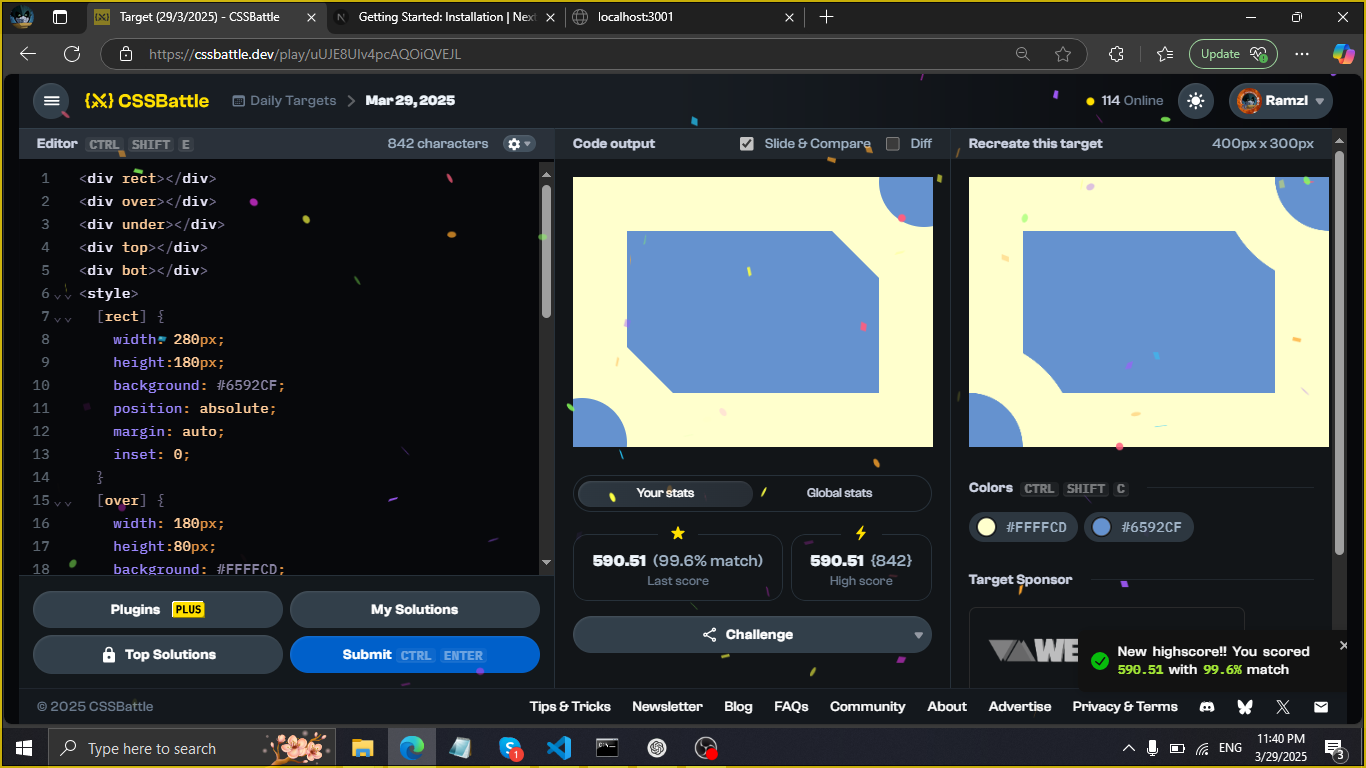 Target (29/3/2025) - CSSBattle
Getting Started: Installation | Next
localhost:3001
https://cssbattle.dev/play/uUJE8UIv4pcAQOiQVEJL
Update
CSSBattle
Daily Targets
Mar 29, 2025
114 Online
Ramzl
Editor CTRL SHIFT E
842 characters
Code output
Slide & Compare
Diff
Recreate this target
400px x 300px
1 <div rect></div>
2 <div over></div>
3 <div under></div>
4 <div top></div>
5 <div bot></div>
6 <style>
7 [rect] {
8 width: 280px;
9 height:180px;
10 background: #6592CF;
11 position: absolute;
12 margin: auto;
13 inset: 0;
14 }
15 [over] {
16 width: 180px;
17 height:80px;
18 background: #FFFFCD;
Your stats
Global stats
590.51 (99.6% match)
Last score
590.51 {842}
High score
Challenge
Colors CTRL SHIFT C
#FFFFCD
#6592CF
Target Sponsor
WE
Plugins PLUS
My Solutions
Top Solutions
Submit CTRL ENTER
New highscore!! You scored
590.51 with 99.6% match
© 2025 CSSBattle
Tips & Tricks
Newsletter
Blog
FAQs
Community
About
Advertise
Privacy & Terms
Type here to search
1
ENG
11:40 PM
3/29/2025
3